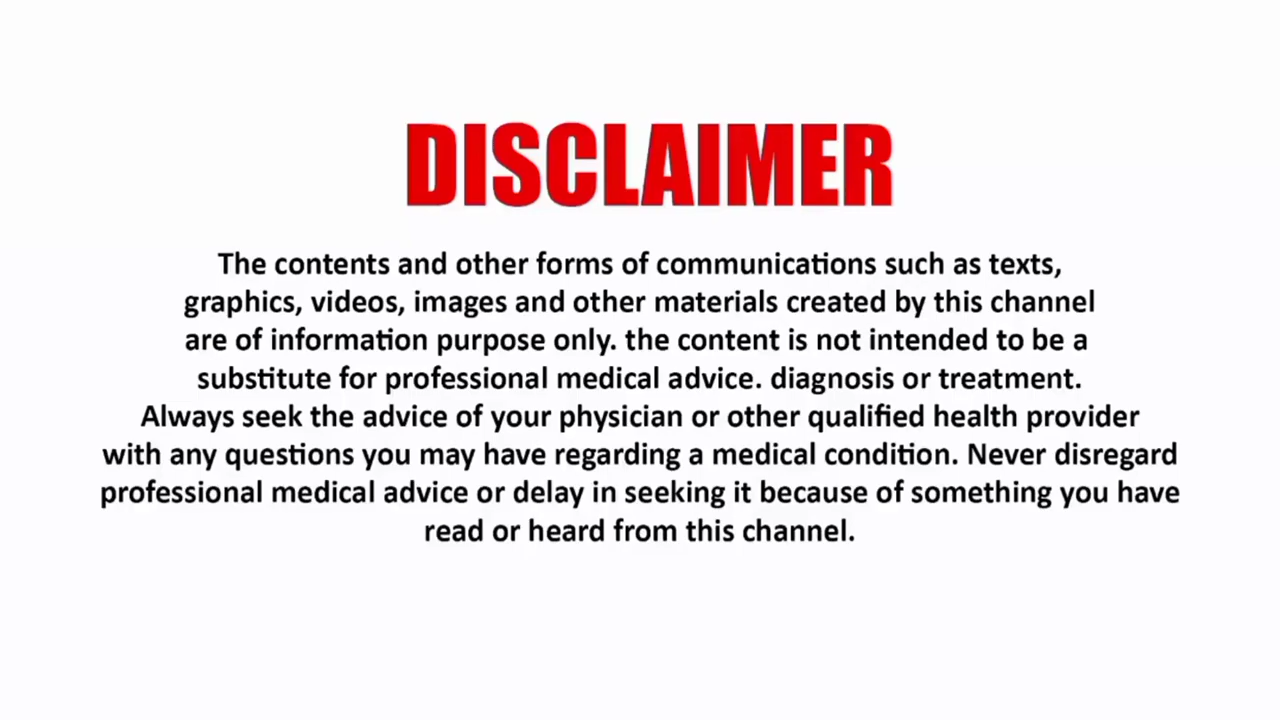 DISCLAIMER
The contents and other forms of communications such as texts,
graphics, videos, images and other materials created by this channel
are of information purpose only. the content is not intended to be a
substitute for professional medical advice. diagnosis or treatment.
Always seek the advice of your physician or other qualified health provider
with any questions you may have regarding a medical condition. Never disregard
professional medical advice or delay in seeking it because of something you have
read or heard from this channel.